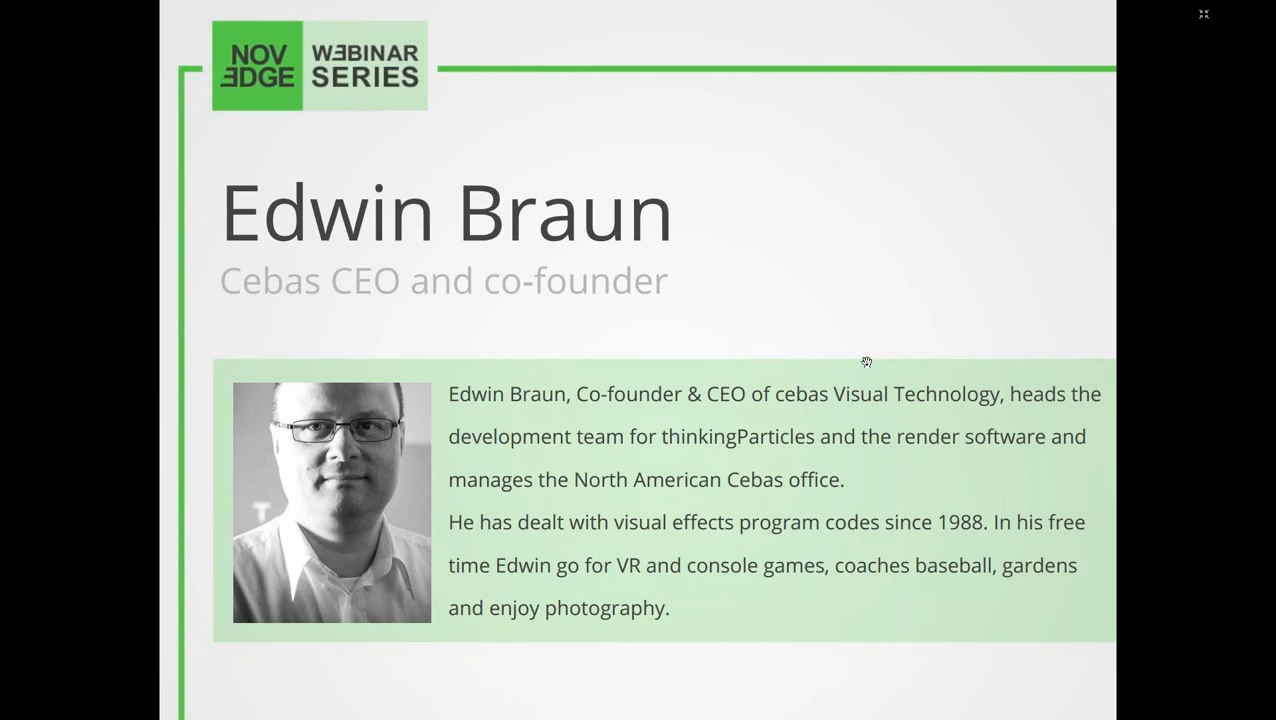 NOV
EDGE
WEBINAR
SERIES
Edwin Braun
Cebas CEO and co-founder
Edwin Braun, Co-founder & CEO of cebas Visual Technology, heads the
development team for thinkingParticles and the render software and
manages the North American Cebas office.
He has dealt with visual effects program codes since 1988. In his free
time Edwin go for VR and console games, coaches baseball, gardens
and enjoy photography.